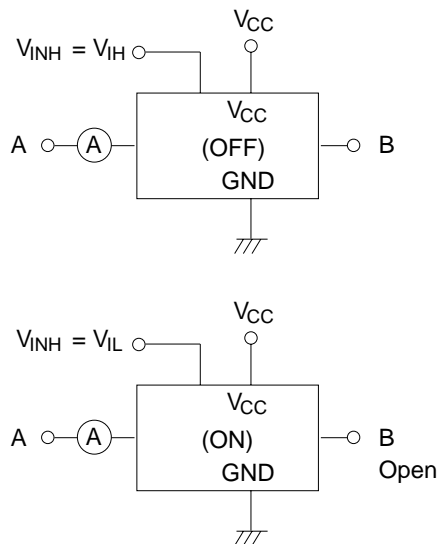 VCC
VINH = VIH
VCC
A A (OFF) B
GND
VCC
VINH = VIL
VCC
A A (ON) B
GND Open